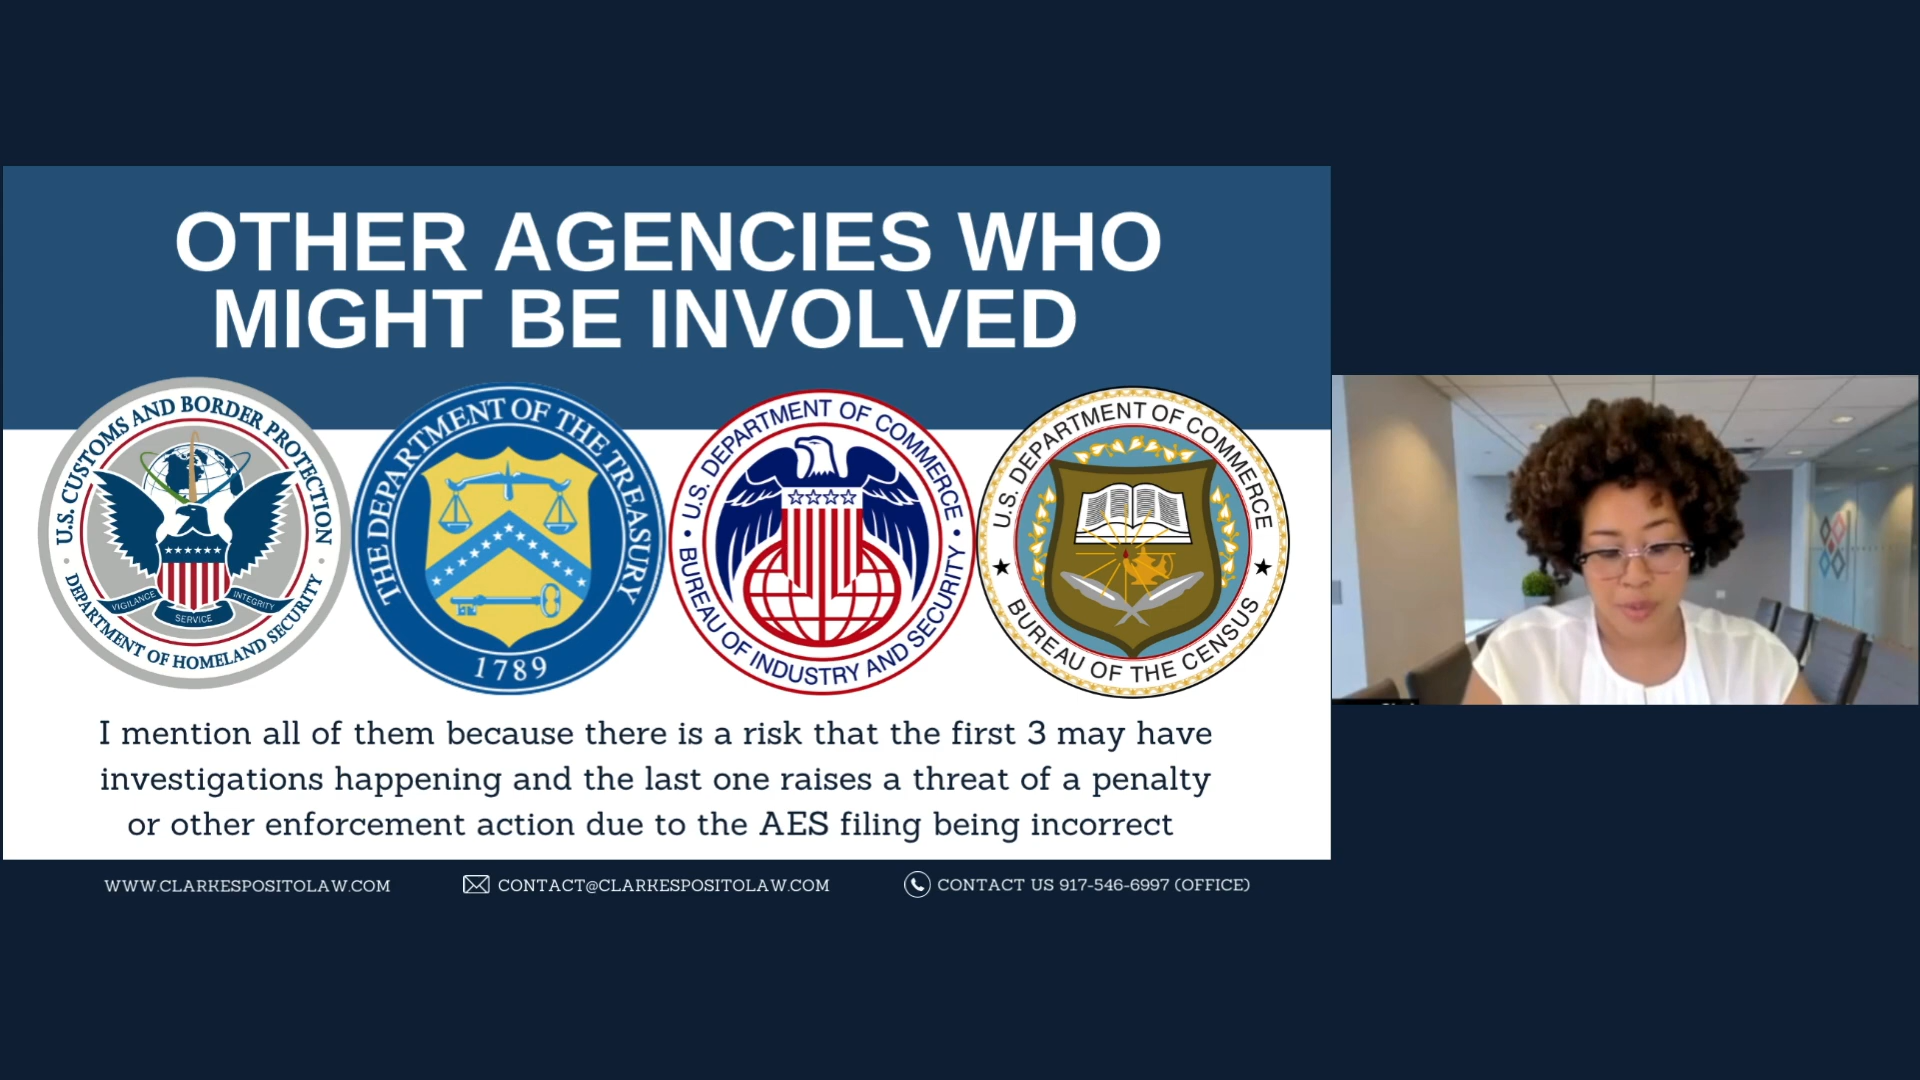 OTHER AGENCIES WHO
MIGHT BE INVOLVED
U.S. CUSTOMS AND BORDER PROTECTION
VIGILANCE
SERVICE
INTEGRITY
DEPARTMENT OF HOMELAND SECURITY
THE DEPARTMENT OF THE TREASURY
1789
U.S. DEPARTMENT OF COMMERCE
BUREAU OF INDUSTRY AND SECURITY
U.S. DEPARTMENT OF COMMERCE
BUREAU OF THE CENSUS
I mention all of them because there is a risk that the first 3 may have
investigations happening and the last one raises a threat of a penalty
or other enforcement action due to the AES filing being incorrect
WWW.CLARKESPOSITOLAW.COM
CONTACT@CLARKESPOSITOLAW.COM
CONTACT US 917-546-6997 (OFFICE)